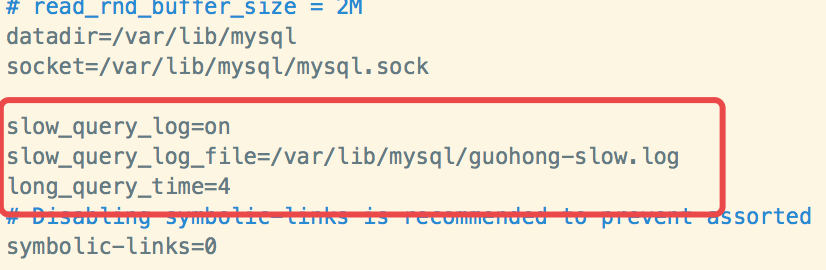 # read_rnd_buffer_size = 2M
datadir=/var/lib/mysql
socket=/var/lib/mysql/mysql.sock
slow_query_log=on
slow_query_log_file=/var/lib/mysql/guohong-slow.log
long_query_time=4
# Disabling symbolic-links is recommended to prevent assorted
symbolic-links=0